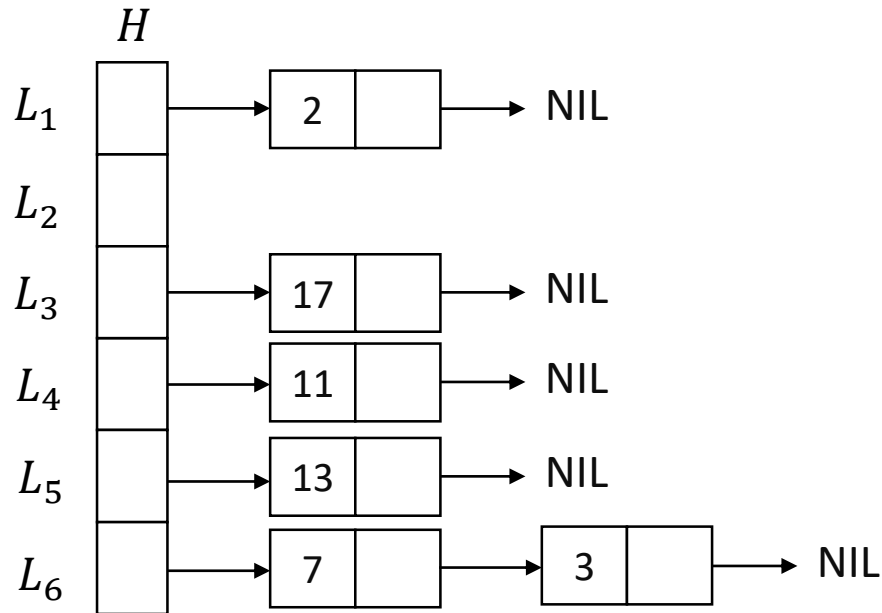 H
L₁ 2 NIL
L₂
L₃ 17 NIL
L₄ 11 NIL
L₅ 13 NIL
L₆ 7 3 NIL